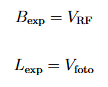 B_exp = V_RF
L_exp = V_foto